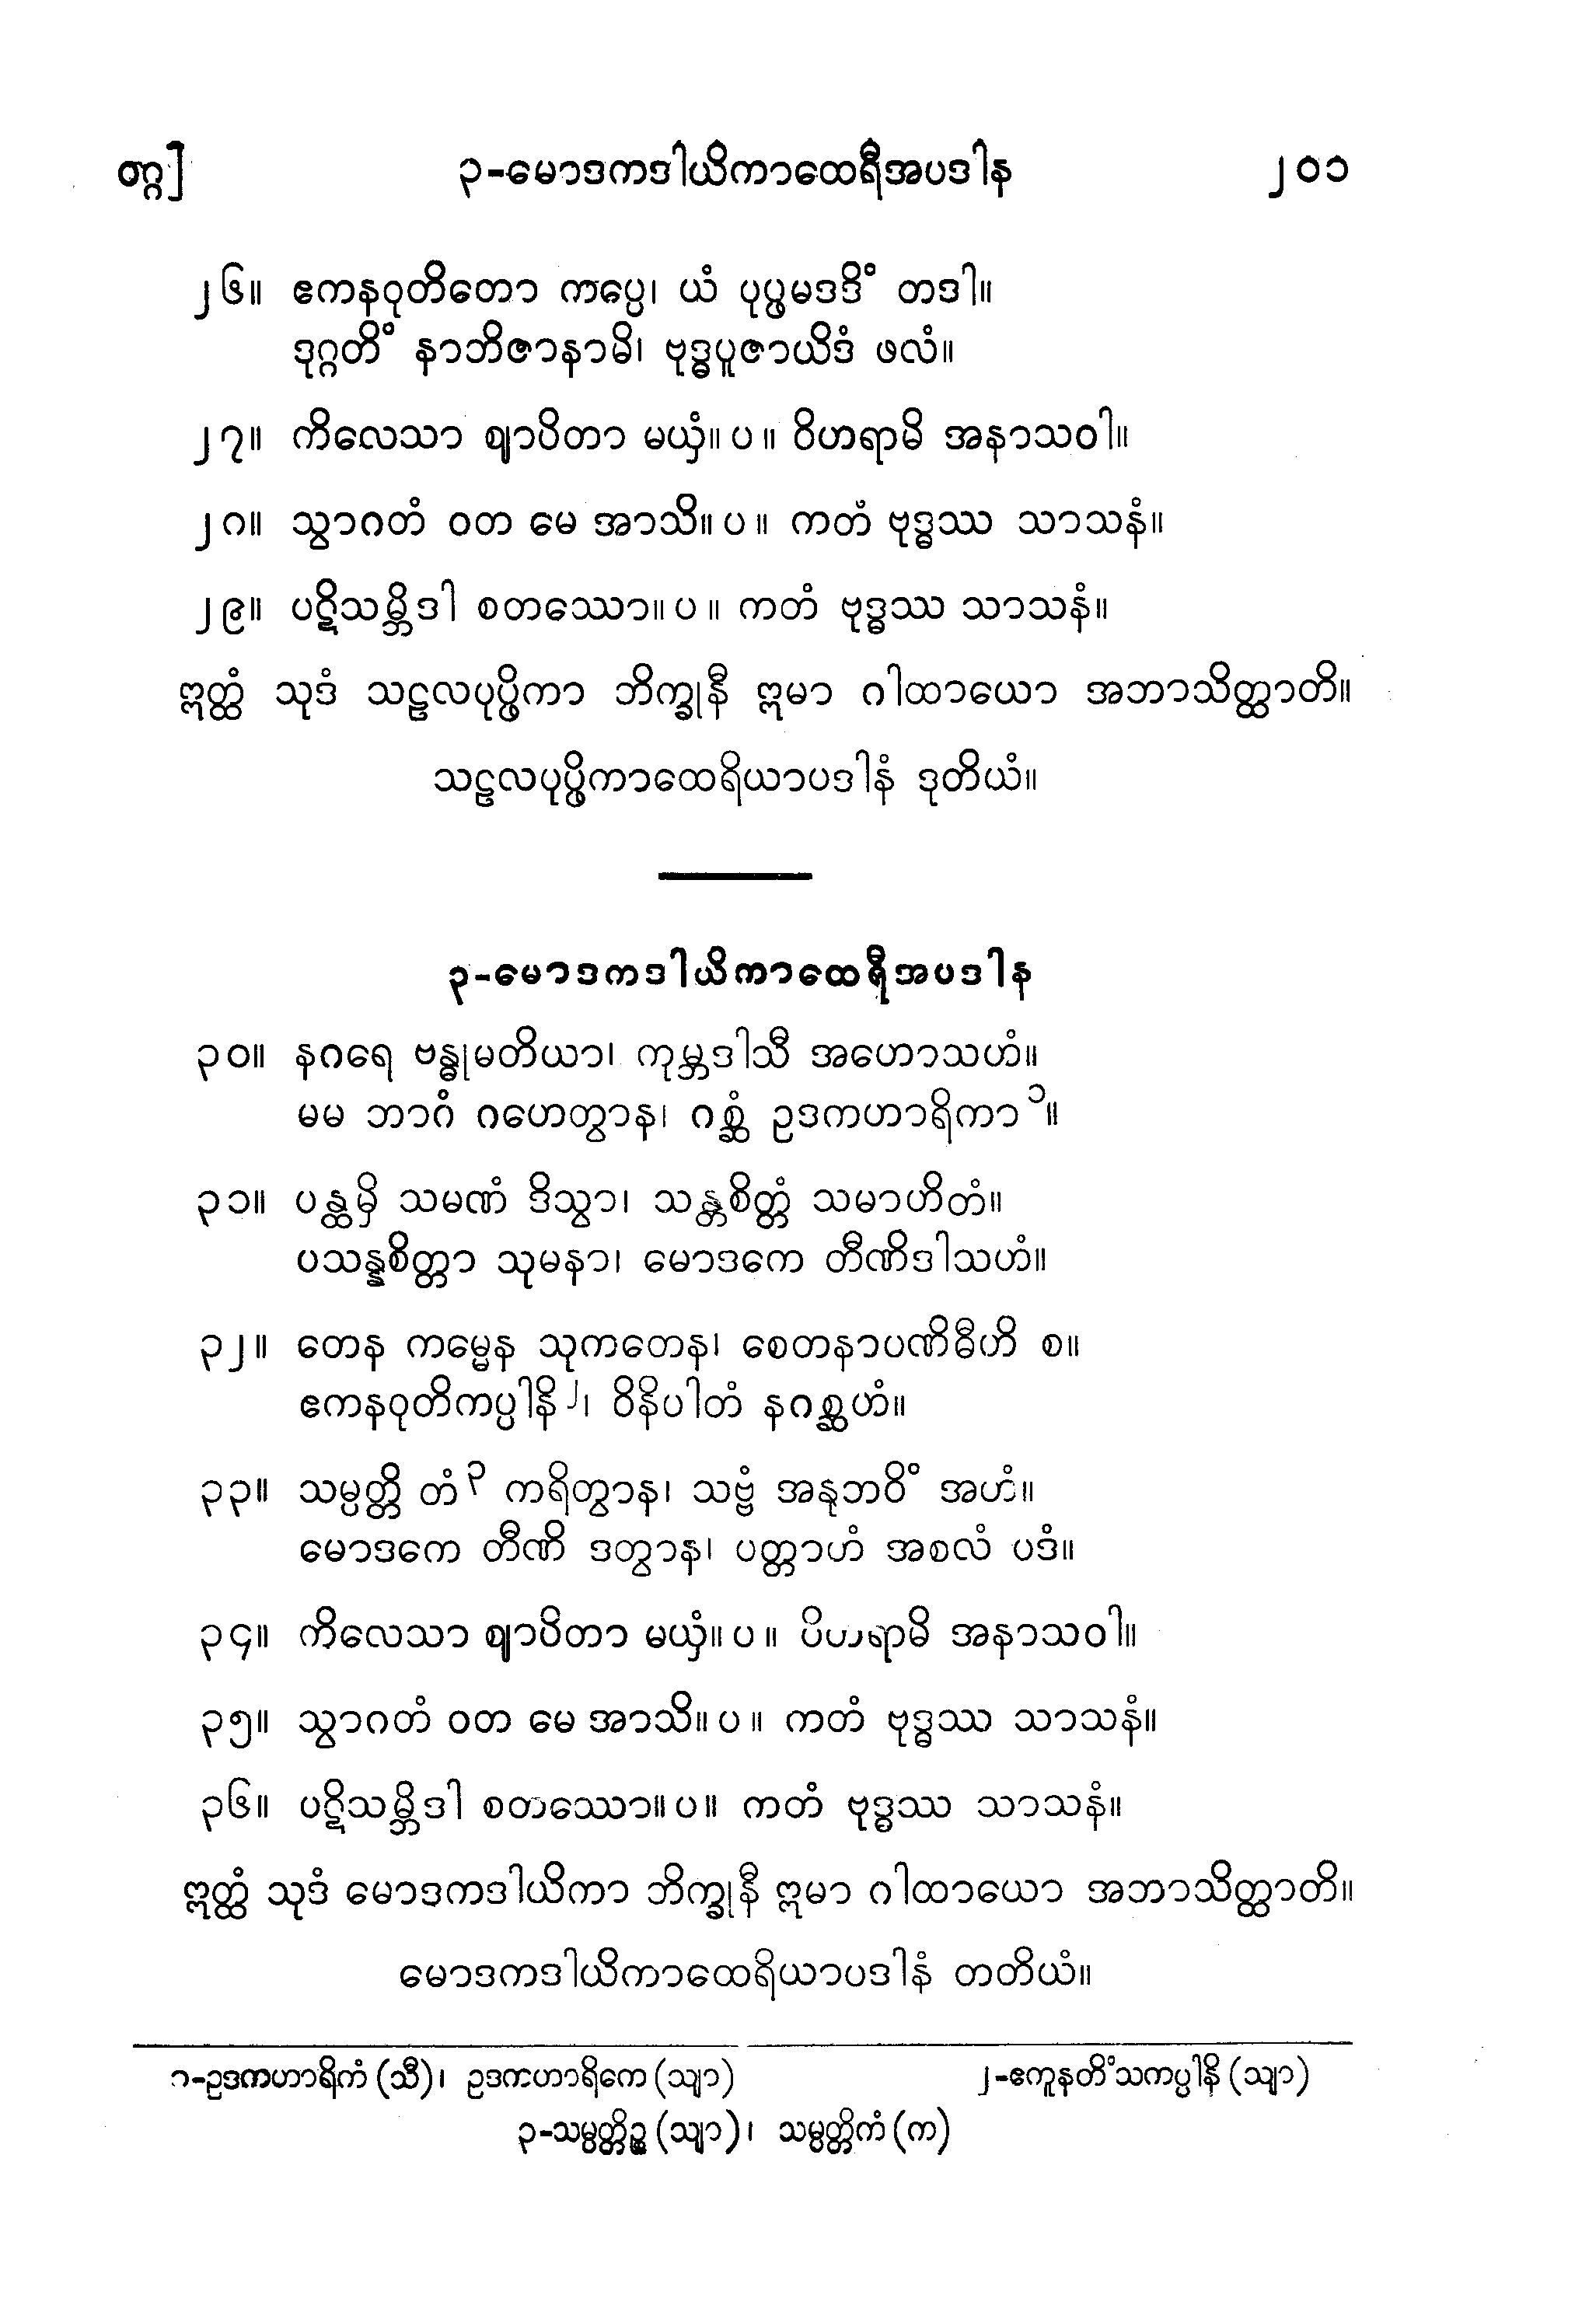 ဝဂ္ဂ]
၃-မောဒကဒါယိကာထေရီအပဒါန
၂၀၁
၂၆။ ဧကနဝုတိတော ကပ္ပေ၊ ယံ ပုပ္ဖမဒဒိံ တဒါ။
ဒုဂ္ဂတိံ နာဘိဇာနာမိ၊ ဗုဒ္ဓပူဇာယိဒံ ဖလံ။
၂၇။ ကိလေသာ ဈာပိတာ မယှံ။ ပ ။ ဝိဟရာမိ အနာသဝါ။
၂၈။ သွာဂတံ ဝတ မေ အာသိ။ ပ ။ ကတံ ဗုဒ္ဓဿ သာသနံ။
၂၉။ ပဋိသမ္ဘိဒါ စတဿော။ ပ ။ ကတံ ဗုဒ္ဓဿ သာသနံ။
ဣတ္ထံ သုဒံ သဠလပုပ္ဖိကာ ဘိက္ခုနီ ဣမာ ဂါထာယော အဘာသိတ္ထာတိ။
သဠလပုပ္ဖိကာထေရိယာပဒါနံ ဒုတိယံ။
၃-မောဒကဒါယိကာထေရီအပဒါန
၃၀။ နဂရေ ဗန္ဓုမတိယာ၊ ကုမ္ဘဒါသီ အဟောသဟံ။
မမ ဘာဂံ ဂဟေတွာန၊ ဂစ္ဆံ ဥဒကဟာရိကာ၁။
၃၁။ ပန္ထမှိ သမဏံ ဒိသွာ၊ သန္တစိတ္တံ သမာဟိတံ။
ပသန္နစိတ္တာ သုမနာ၊ မောဒကေ တီဏိဒါသဟံ။
၃၂။ တေန ကမ္မေန သုကတေန၊ စေတနာပဏိဓီဟိ စ။
ဧကနဝုတိကပ္ပါနိ၂၊ ဝိနိပါတံ နဂစ္ဆဟံ။
၃၃။ သမ္ပတ္တိ တံ၃ ကရိတွာန၊ သဗ္ဗံ အနုဘဝိံ အဟံ။
မောဒကေ တီဏိ ဒတွာန၊ ပတ္တာဟံ အစလံ ပဒံ။
၃၄။ ကိလေသာ ဈာပိတာ မယှံ။ ပ ။ ဝိဟရာမိ အနာသဝါ။
၃၅။ သွာဂတံ ဝတ မေ အာသိ။ ပ ။ ကတံ ဗုဒ္ဓဿ သာသနံ။
၃၆။ ပဋိသမ္ဘိဒါ စတဿော။ ပ ။ ကတံ ဗုဒ္ဓဿ သာသနံ။
ဣတ္ထံ သုဒံ မောဒကဒါယိကာ ဘိက္ခုနီ ဣမာ ဂါထာယော အဘာသိတ္ထာတိ။
မောဒကဒါယိကာထေရိယာပဒါနံ တတိယံ။
၁-ဥဒကဟာရိကံ (သီ)၊ ဥဒကဟာရိကေ (သျာ) ၂-ဧကူနတိံသကပ္ပါနိ (သျာ)
၃-သမ္ပတ္တိဉ္စ (သျာ)၊ သမ္ပတ္တိကံ (က)